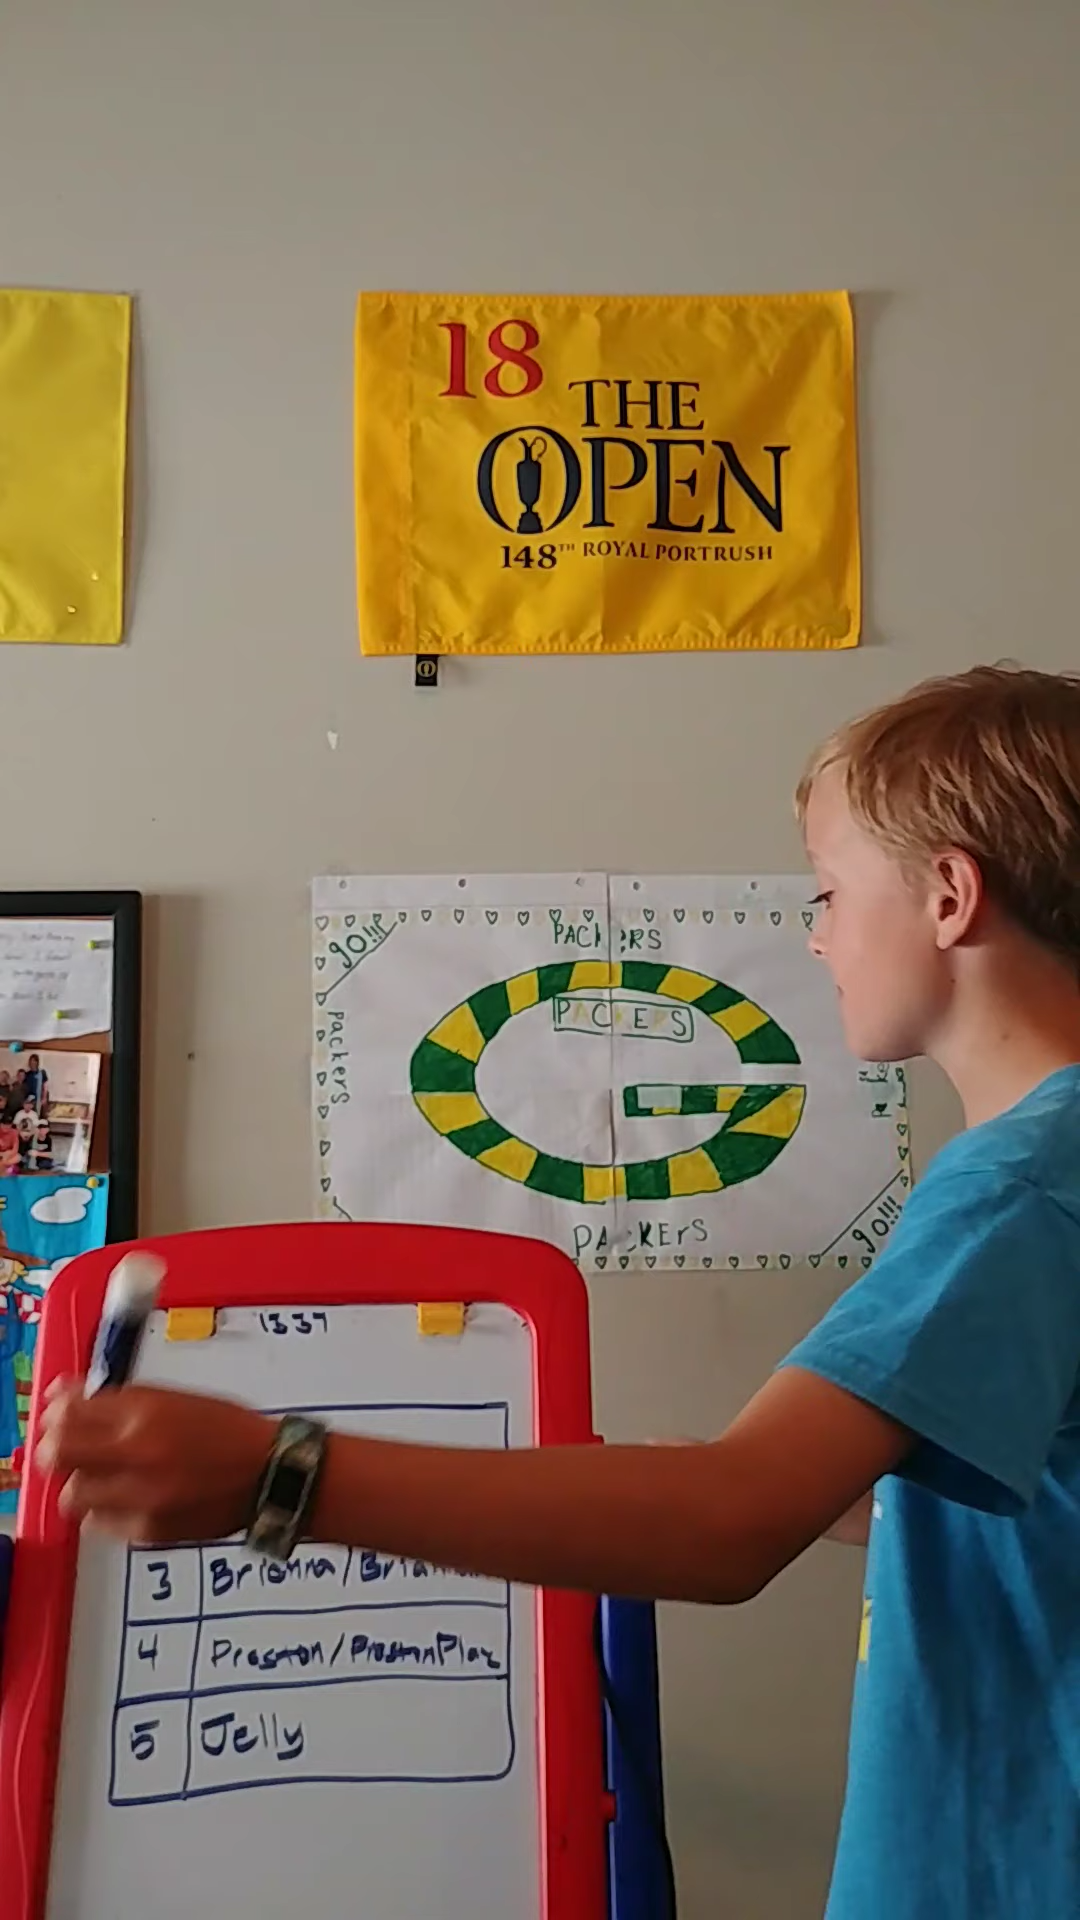 18
THE
OPEN
148TH ROYAL PORTRUSH
go!!!
PACKERS
PACKERS
Packers
PACKErS
go!!!
1337
3 Brianna/
4 Preston/PrestonPlayz
5 Jelly